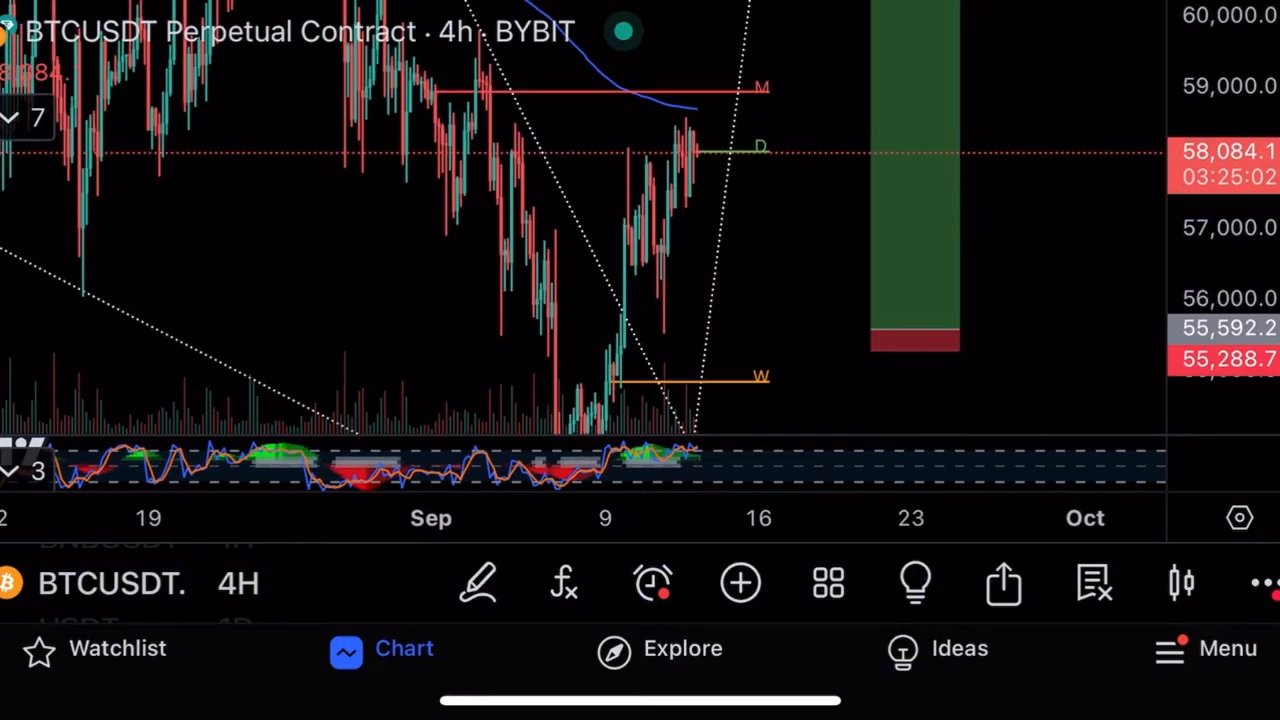 BTCUSDT Perpetual Contract · 4h · BYBIT
60,000.0
59,000.0
M
7
D
58,084.1
03:25:02
57,000.0
56,000.0
55,592.2
55,288.7
W
3
19 Sep 9 16 23 Oct
BTCUSDT. 4H
fx
Watchlist Chart Explore Ideas Menu